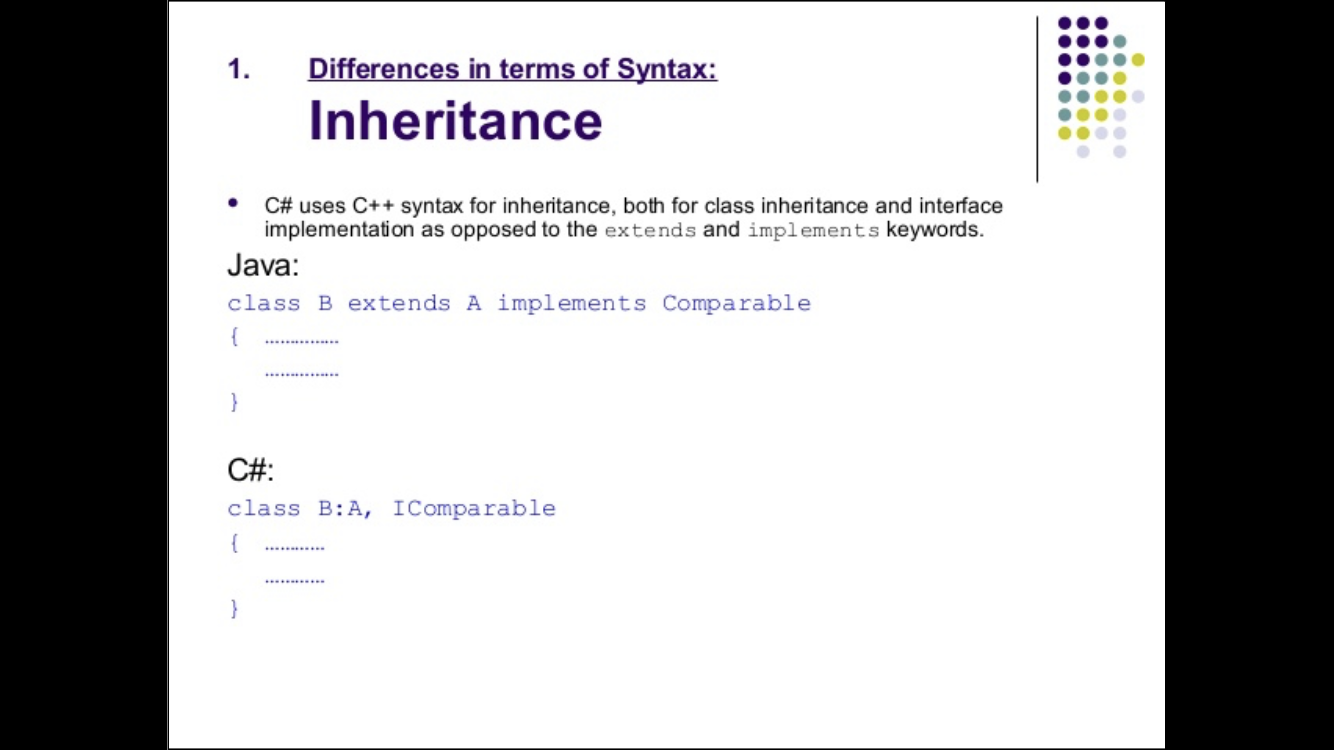 1. Differences in terms of Syntax:
Inheritance
• C# uses C++ syntax for inheritance, both for class inheritance and interface
implementation as opposed to the extends and implements keywords.
Java:
class B extends A implements Comparable
{ ……………
……………
}
C#:
class B:A, IComparable
{ …………
…………
}